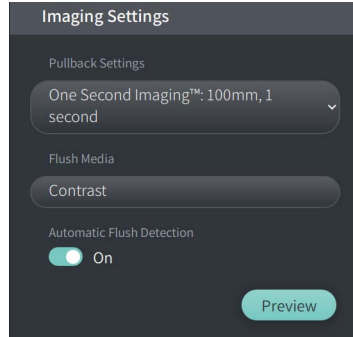 Imaging Settings
Pullback Settings
One Second Imaging™: 100mm, 1
second
Flush Media
Contrast
Automatic Flush Detection
On
Preview